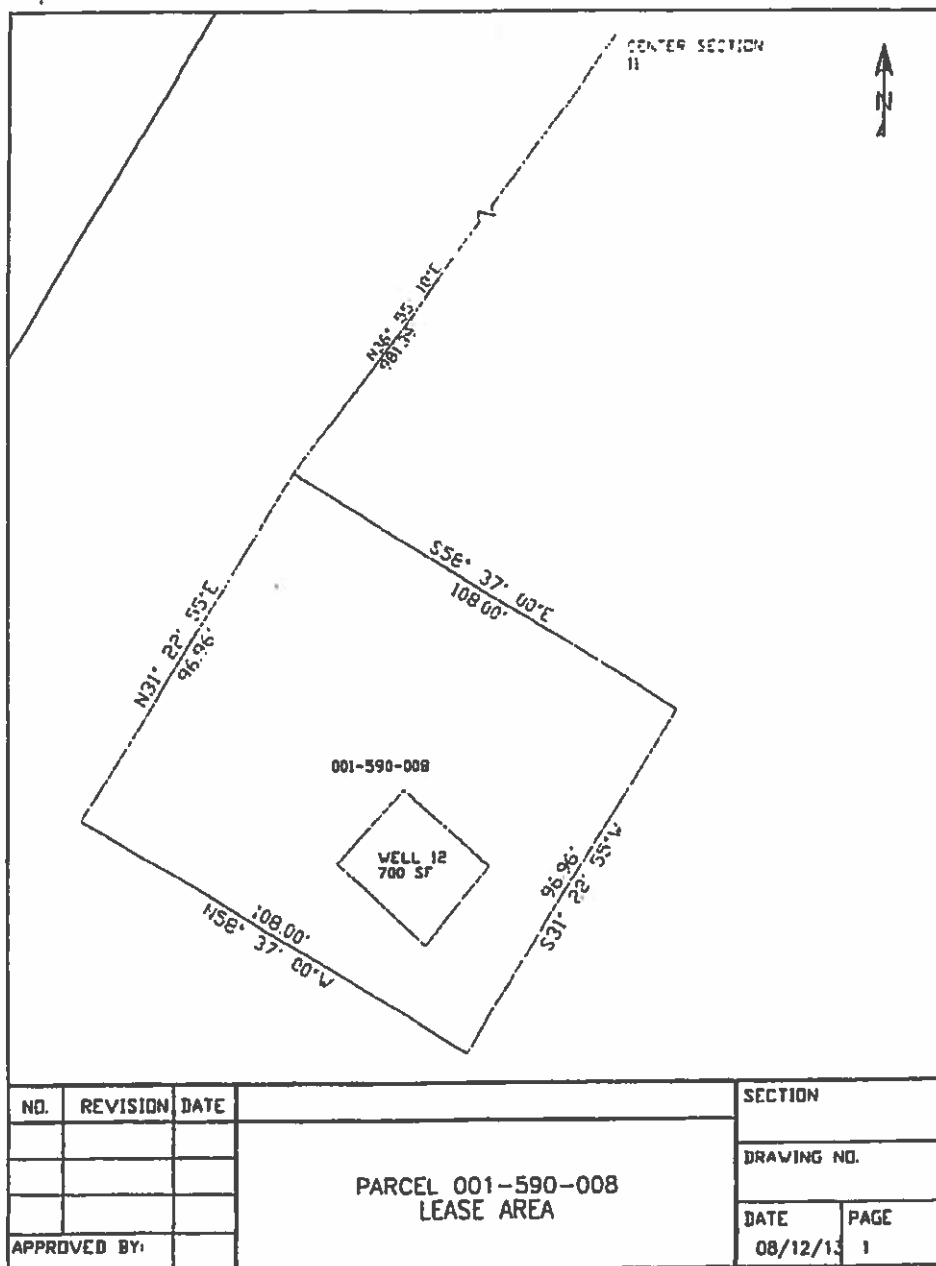 CENTER SECTION
11
N
N36° 55' 10"E
S58° 37' 00"E
108.00'
N31° 22' 55"E
96.96'
001-590-008
WELL 12
700 SF
96.96'
S31° 22' 55"W
108.00'
N58° 37' 00"W
NO. REVISION DATE
SECTION
DRAWING NO.
PARCEL 001-590-008
LEASE AREA
DATE PAGE
08/12/13 1
APPROVED BY: